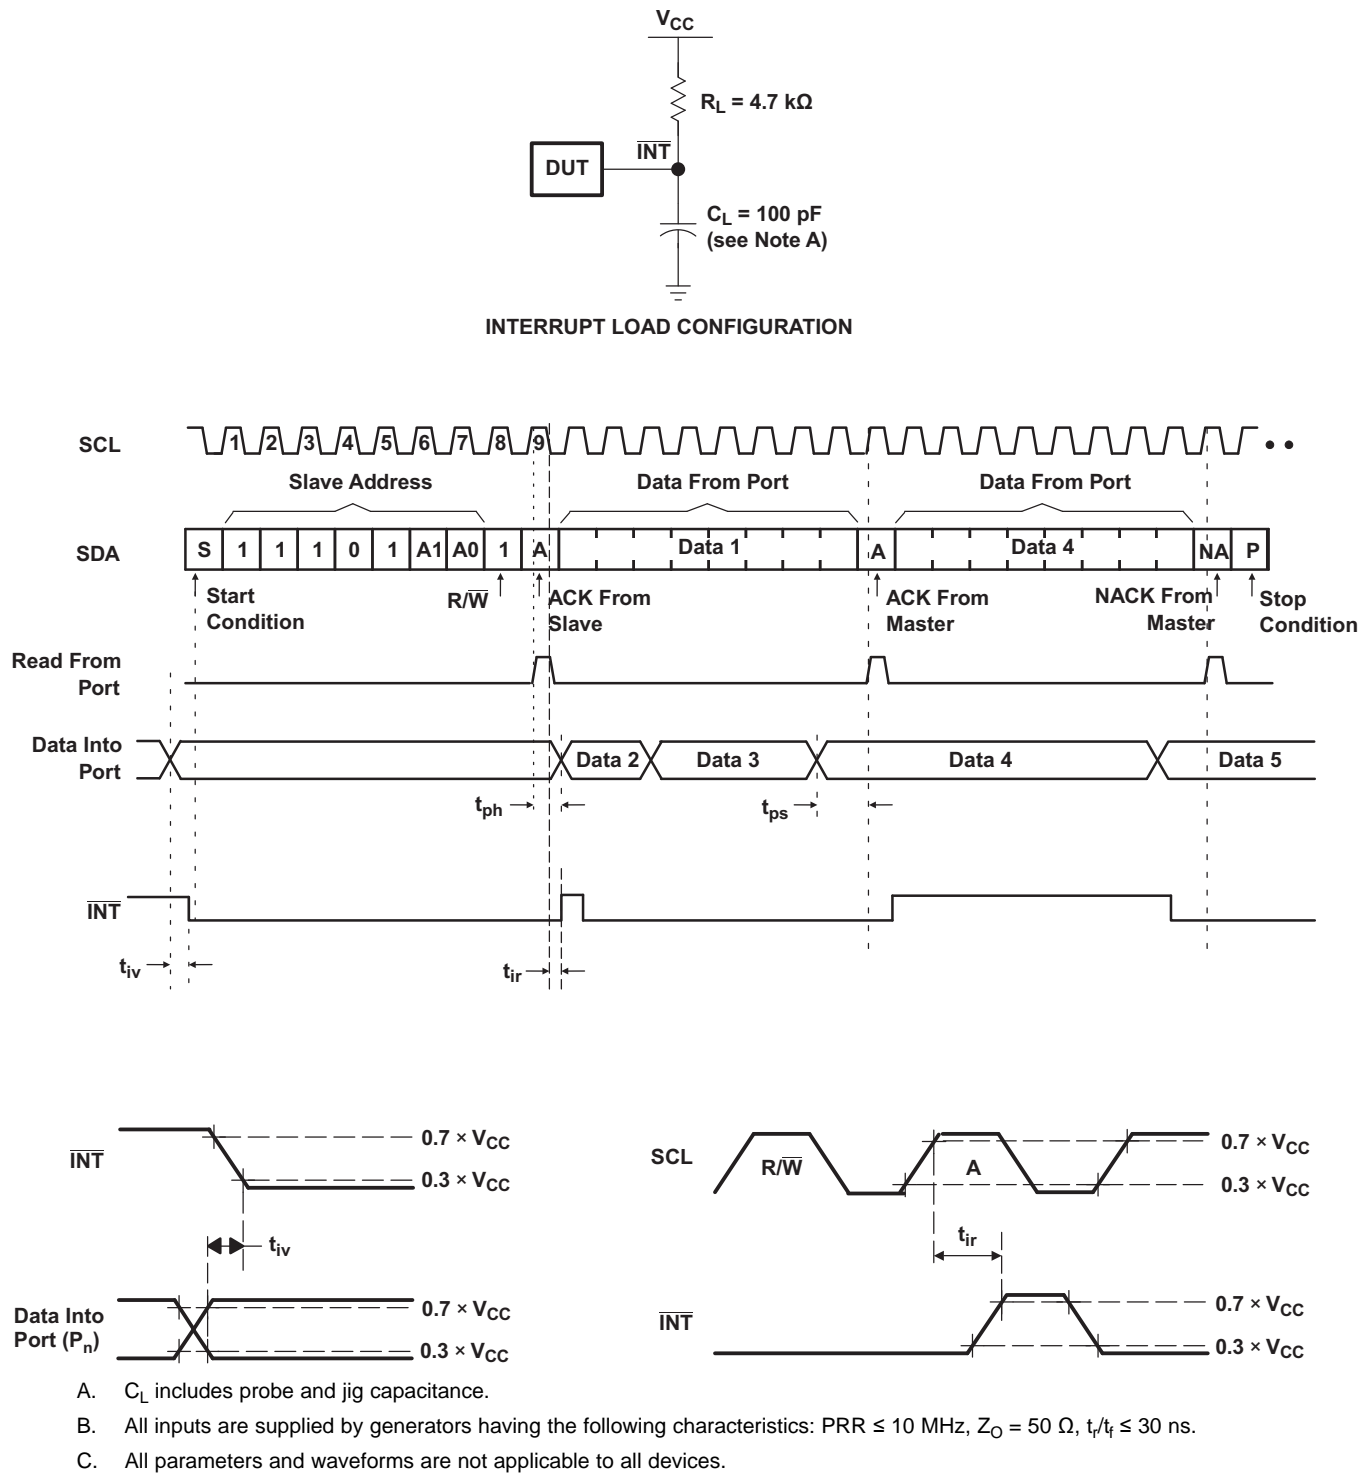 VCC
RL = 4.7 kΩ
INT
DUT
CL = 100 pF
(see Note A)
INTERRUPT LOAD CONFIGURATION
SCL
1 2 3 4 5 6 7 8 9
Slave Address
Data From Port
Data From Port
SDA
S 1 1 1 0 1 A1 A0 1 A Data 1 A Data 4 NA P
Start
Condition
R/W
ACK From
Slave
ACK From
Master
NACK From
Master
Stop
Condition
Read From
Port
Data Into
Port
Data 2 Data 3 Data 4 Data 5
tph
tps
INT
tiv
tir
INT
0.7 × VCC
0.3 × VCC
tiv
Data Into
Port (Pn)
0.7 × VCC
0.3 × VCC
SCL
R/W
A
0.7 × VCC
0.3 × VCC
tir
INT
0.7 × VCC
0.3 × VCC
A. CL includes probe and jig capacitance.
B. All inputs are supplied by generators having the following characteristics: PRR ≤ 10 MHz, ZO = 50 Ω, tr/tf ≤ 30 ns.
C. All parameters and waveforms are not applicable to all devices.